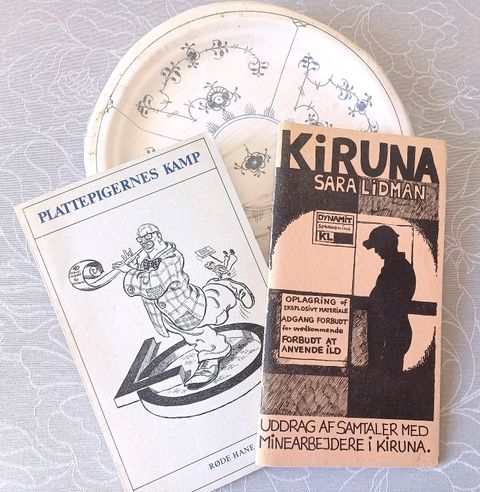 PLATTEPIGERNES KAMP
RØDE HANE
KiRUNA
SARA LiDMAN
DYNAMiT
KL
OPLAGRiNG of
EKSPLOSiVT MATERiALE
ADGANG FORBUDT
for uvedkommende
FORBUDT AT
ANVENDE iLD
UDDRAG AF SAMTALER MED
MiNEARBEJDERE i KiRUNA.